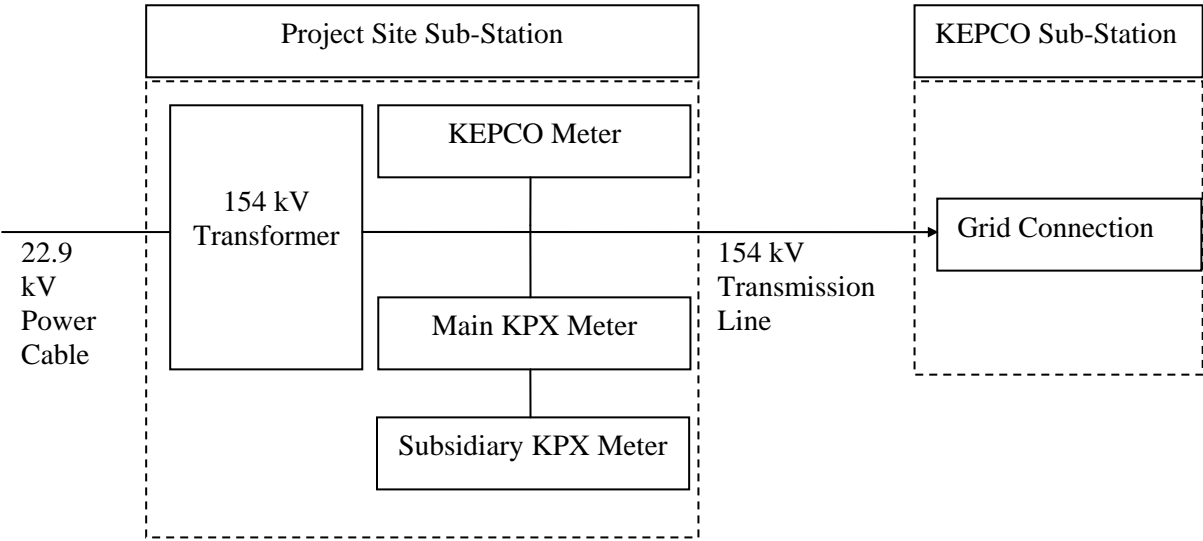 Project Site Sub-Station
KEPCO Sub-Station
KEPCO Meter
154 kV
Transformer
Grid Connection
22.9
kV
Power
Cable
154 kV
Transmission
Line
Main KPX Meter
Subsidiary KPX Meter